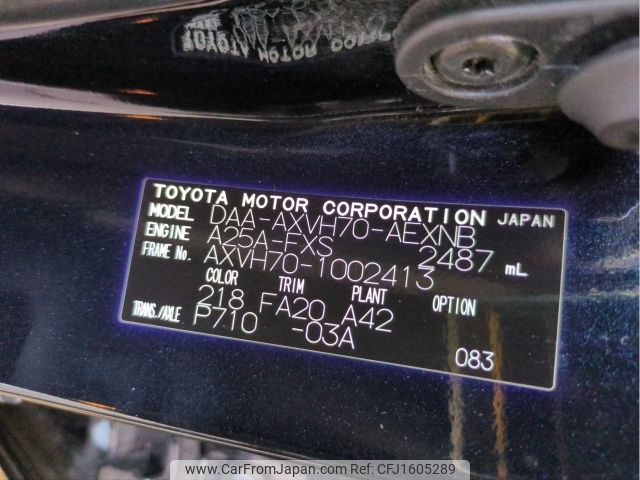 TOYOTA MOTOR CORPORATION JAPAN
MODEL DAA-AXVH70-AEXNB
ENGINE A25A-FXS 2487 mL
FRAME No. AXVH70-1002413
COLOR TRIM PLANT OPTION
218 FA20 A42
TRANS./AXLE P710 -03A
083
www.CarFromJapan.com ID:CFJ1605289